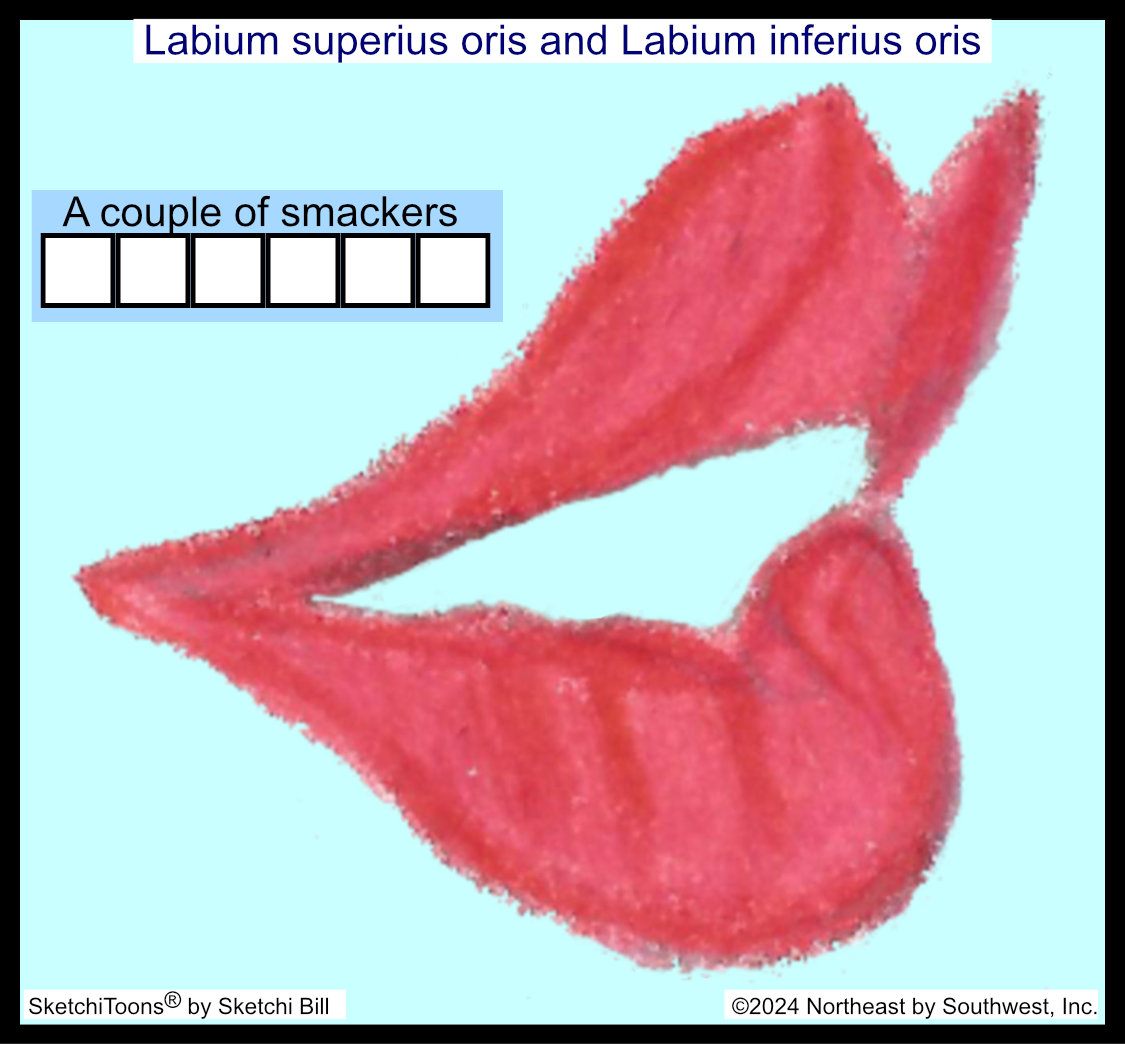 Labium superius oris and Labium inferius oris
A couple of smackers
SketchiToons® by Sketchi Bill
©2024 Northeast by Southwest, Inc.